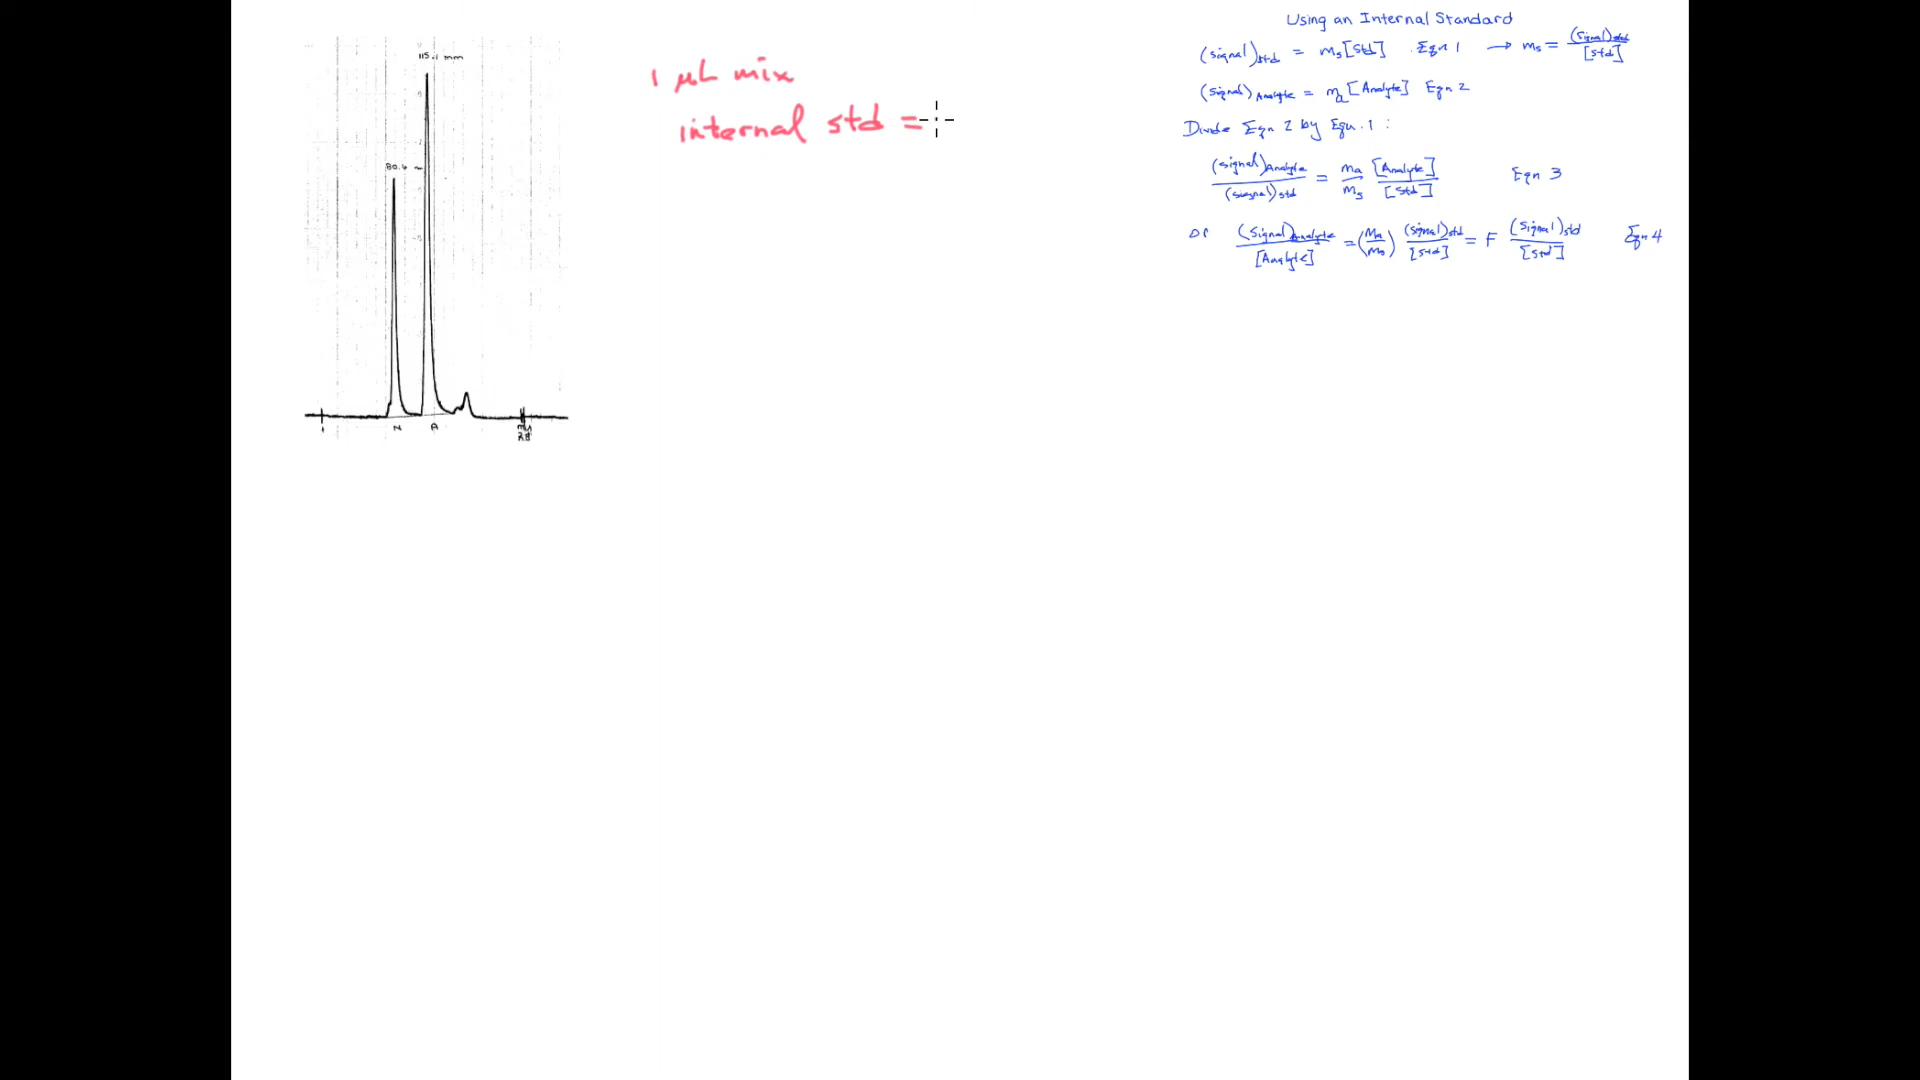 115.1 mm
80.4
N A
1 μL mix
internal std =
Using an Internal Standard
(signal)std = ms[Std] Eqn 1 → ms = (Signal)std / [Std]
(signal)Analyte = ma[Analyte] Eqn 2
Divide Eqn 2 by Eqn. 1 :
(signal)Analyte / (signal)std = ma / ms [Analyte] / [Std] Eqn 3
or (Signal)Analyte / [Analyte] = (ma / ms) (signal)std / [Std] = F (Signal)std / [Std] Eqn 4